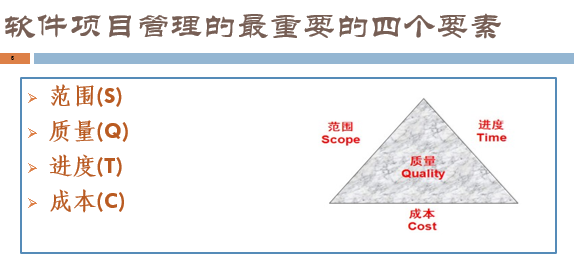 软件项目管理的最重要的四个要素
范围(S)
质量(Q)
进度(T)
成本(C)
范围
Scope
进度
Time
质量
Quality
成本
Cost